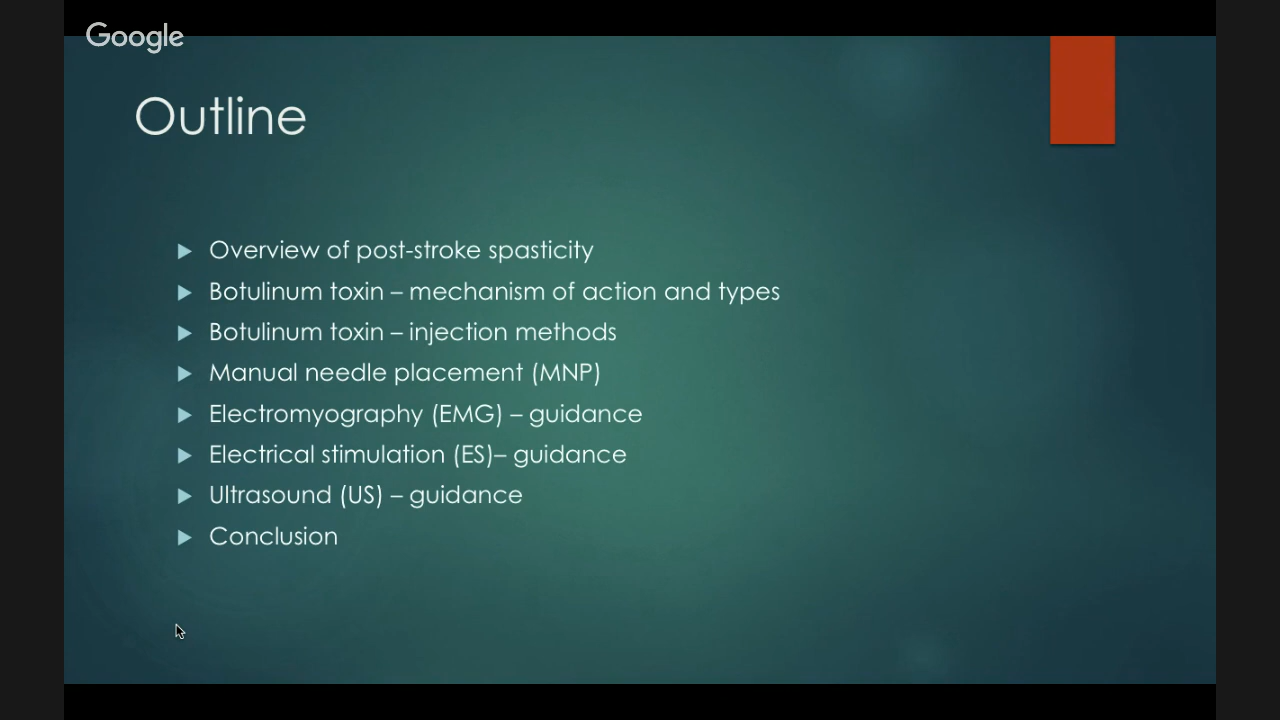 Google
Outline
Overview of post-stroke spasticity
Botulinum toxin – mechanism of action and types
Botulinum toxin – injection methods
Manual needle placement (MNP)
Electromyography (EMG) – guidance
Electrical stimulation (ES)– guidance
Ultrasound (US) – guidance
Conclusion